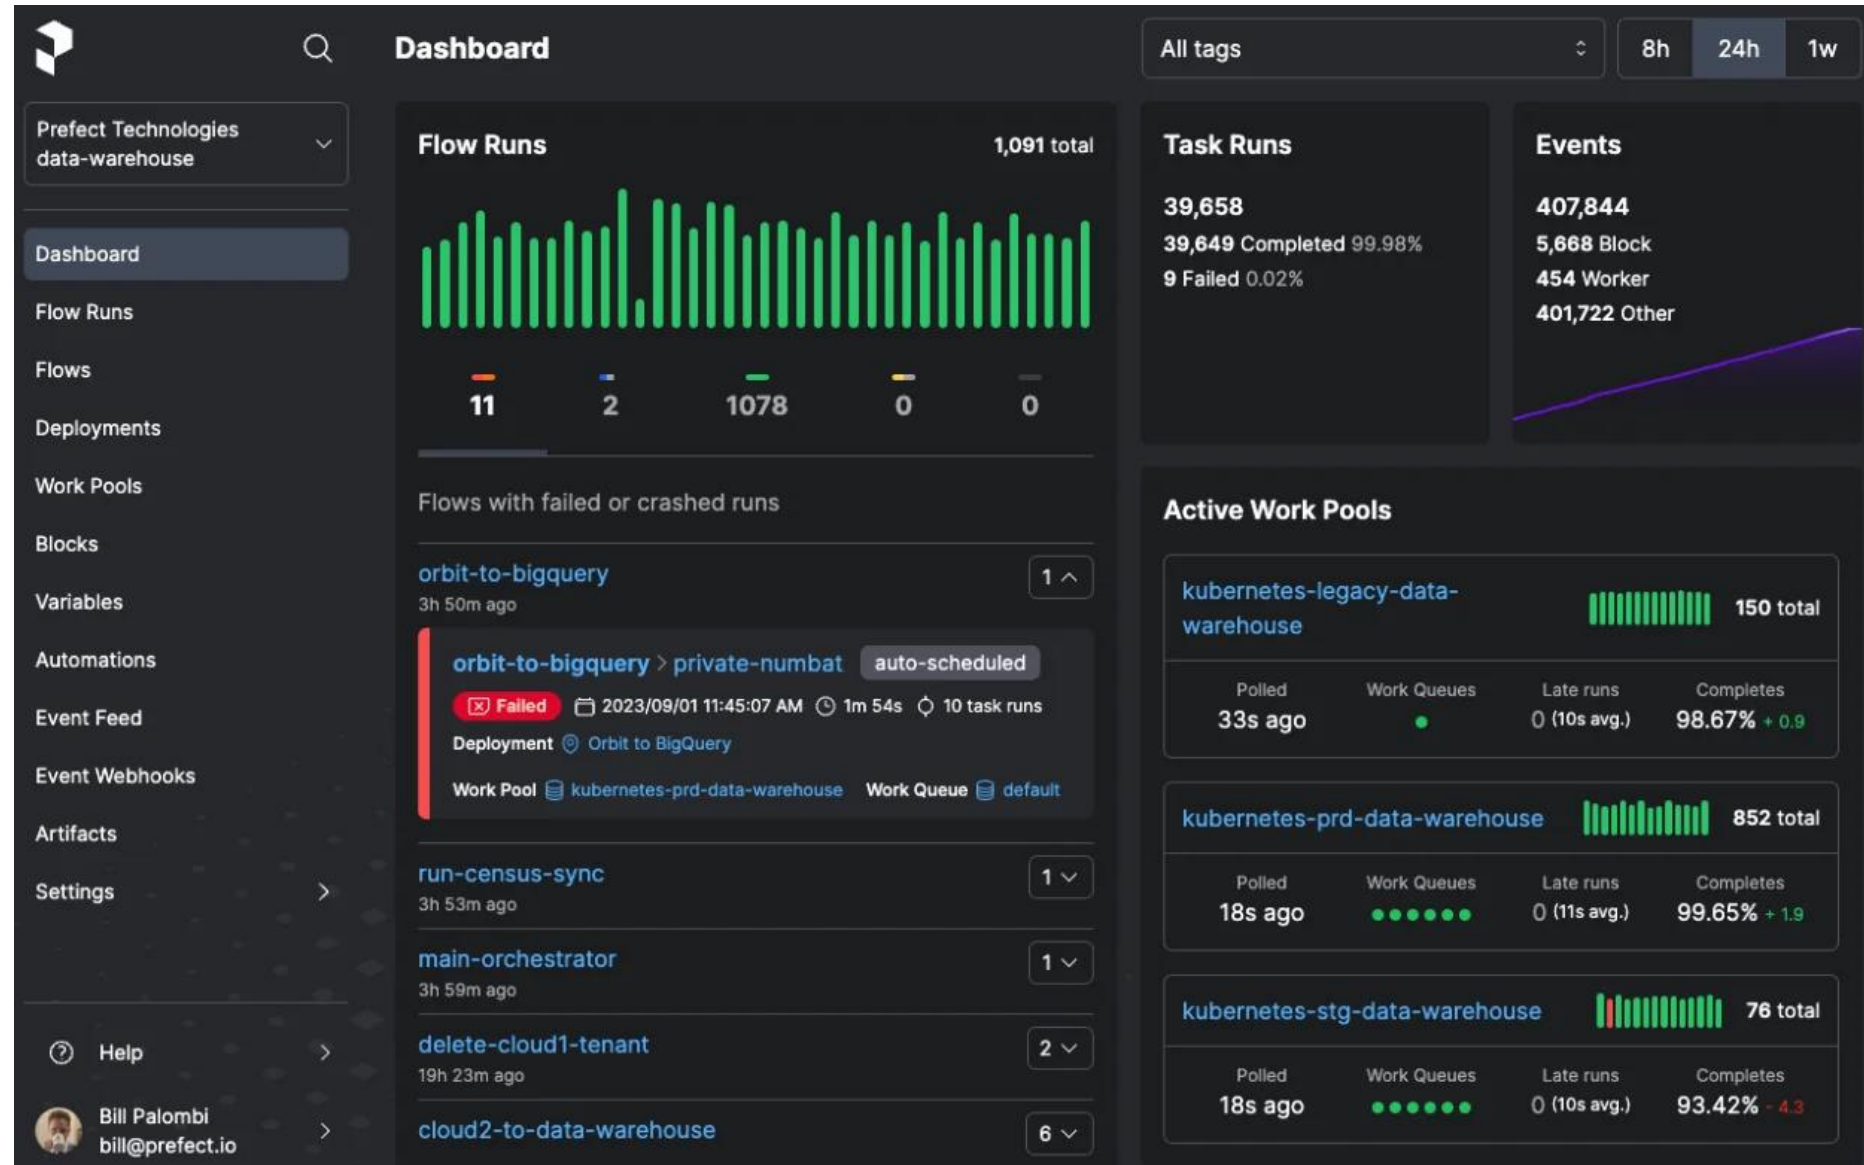 Dashboard
All tags
8h 24h 1w
Prefect Technologies
data-warehouse
Dashboard
Flow Runs
Flows
Deployments
Work Pools
Blocks
Variables
Automations
Event Feed
Event Webhooks
Artifacts
Settings
Help
Bill Palombi
bill@prefect.io
Flow Runs 1,091 total
11 2 1078 0 0
Flows with failed or crashed runs
orbit-to-bigquery 1
3h 50m ago
orbit-to-bigquery > private-numbat auto-scheduled
Failed 2023/09/01 11:45:07 AM 1m 54s 10 task runs
Deployment Orbit to BigQuery
Work Pool kubernetes-prd-data-warehouse Work Queue default
run-census-sync 1
3h 53m ago
main-orchestrator 1
3h 59m ago
delete-cloud1-tenant 2
19h 23m ago
cloud2-to-data-warehouse 6
Task Runs
39,658
39,649 Completed 99.98%
9 Failed 0.02%
Events
407,844
5,668 Block
454 Worker
401,722 Other
Active Work Pools
kubernetes-legacy-data-
warehouse
150 total
Polled Work Queues Late runs Completes
33s ago 0 (10s avg.) 98.67% + 0.9
kubernetes-prd-data-warehouse 852 total
Polled Work Queues Late runs Completes
18s ago 0 (11s avg.) 99.65% + 1.9
kubernetes-stg-data-warehouse 76 total
Polled Work Queues Late runs Completes
18s ago 0 (10s avg.) 93.42% - 4.3